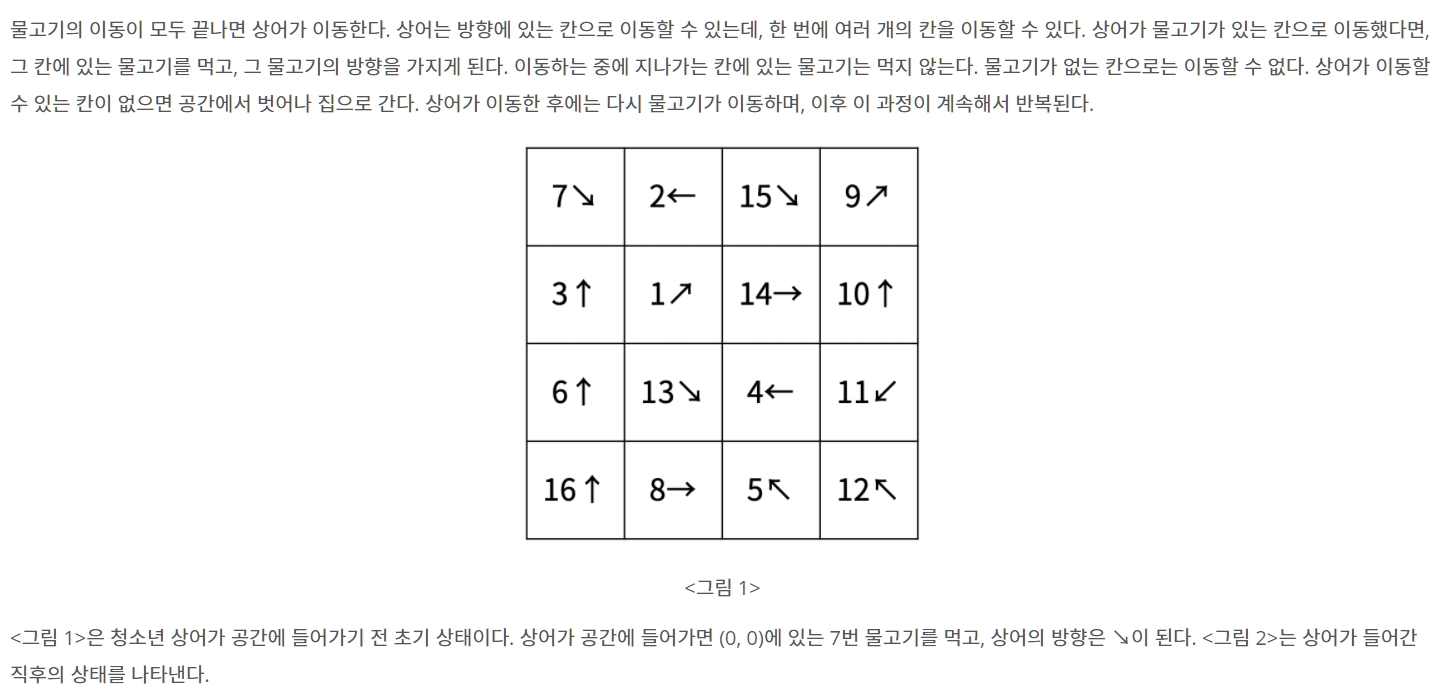 물고기의 이동이 모두 끝나면 상어가 이동한다. 상어는 방향에 있는 칸으로 이동할 수 있는데, 한 번에 여러 개의 칸을 이동할 수 있다. 상어가 물고기가 있는 칸으로 이동했다면,
그 칸에 있는 물고기를 먹고, 그 물고기의 방향을 가지게 된다. 이동하는 중에 지나가는 칸에 있는 물고기는 먹지 않는다. 물고기가 없는 칸으로는 이동할 수 없다. 상어가 이동할
수 있는 칸이 없으면 공간에서 벗어나 집으로 간다. 상어가 이동한 후에는 다시 물고기가 이동하며, 이후 이 과정이 계속해서 반복된다.
7↘ 2← 15↘ 9↗
3↑ 1↗ 14→ 10↑
6↑ 13↘ 4← 11↙
16↑ 8→ 5↖ 12↖
<그림 1>
<그림 1>은 청소년 상어가 공간에 들어가기 전 초기 상태이다. 상어가 공간에 들어가면 (0, 0)에 있는 7번 물고기를 먹고, 상어의 방향은 ↘이 된다. <그림 2>는 상어가 들어간
직후의 상태를 나타낸다.